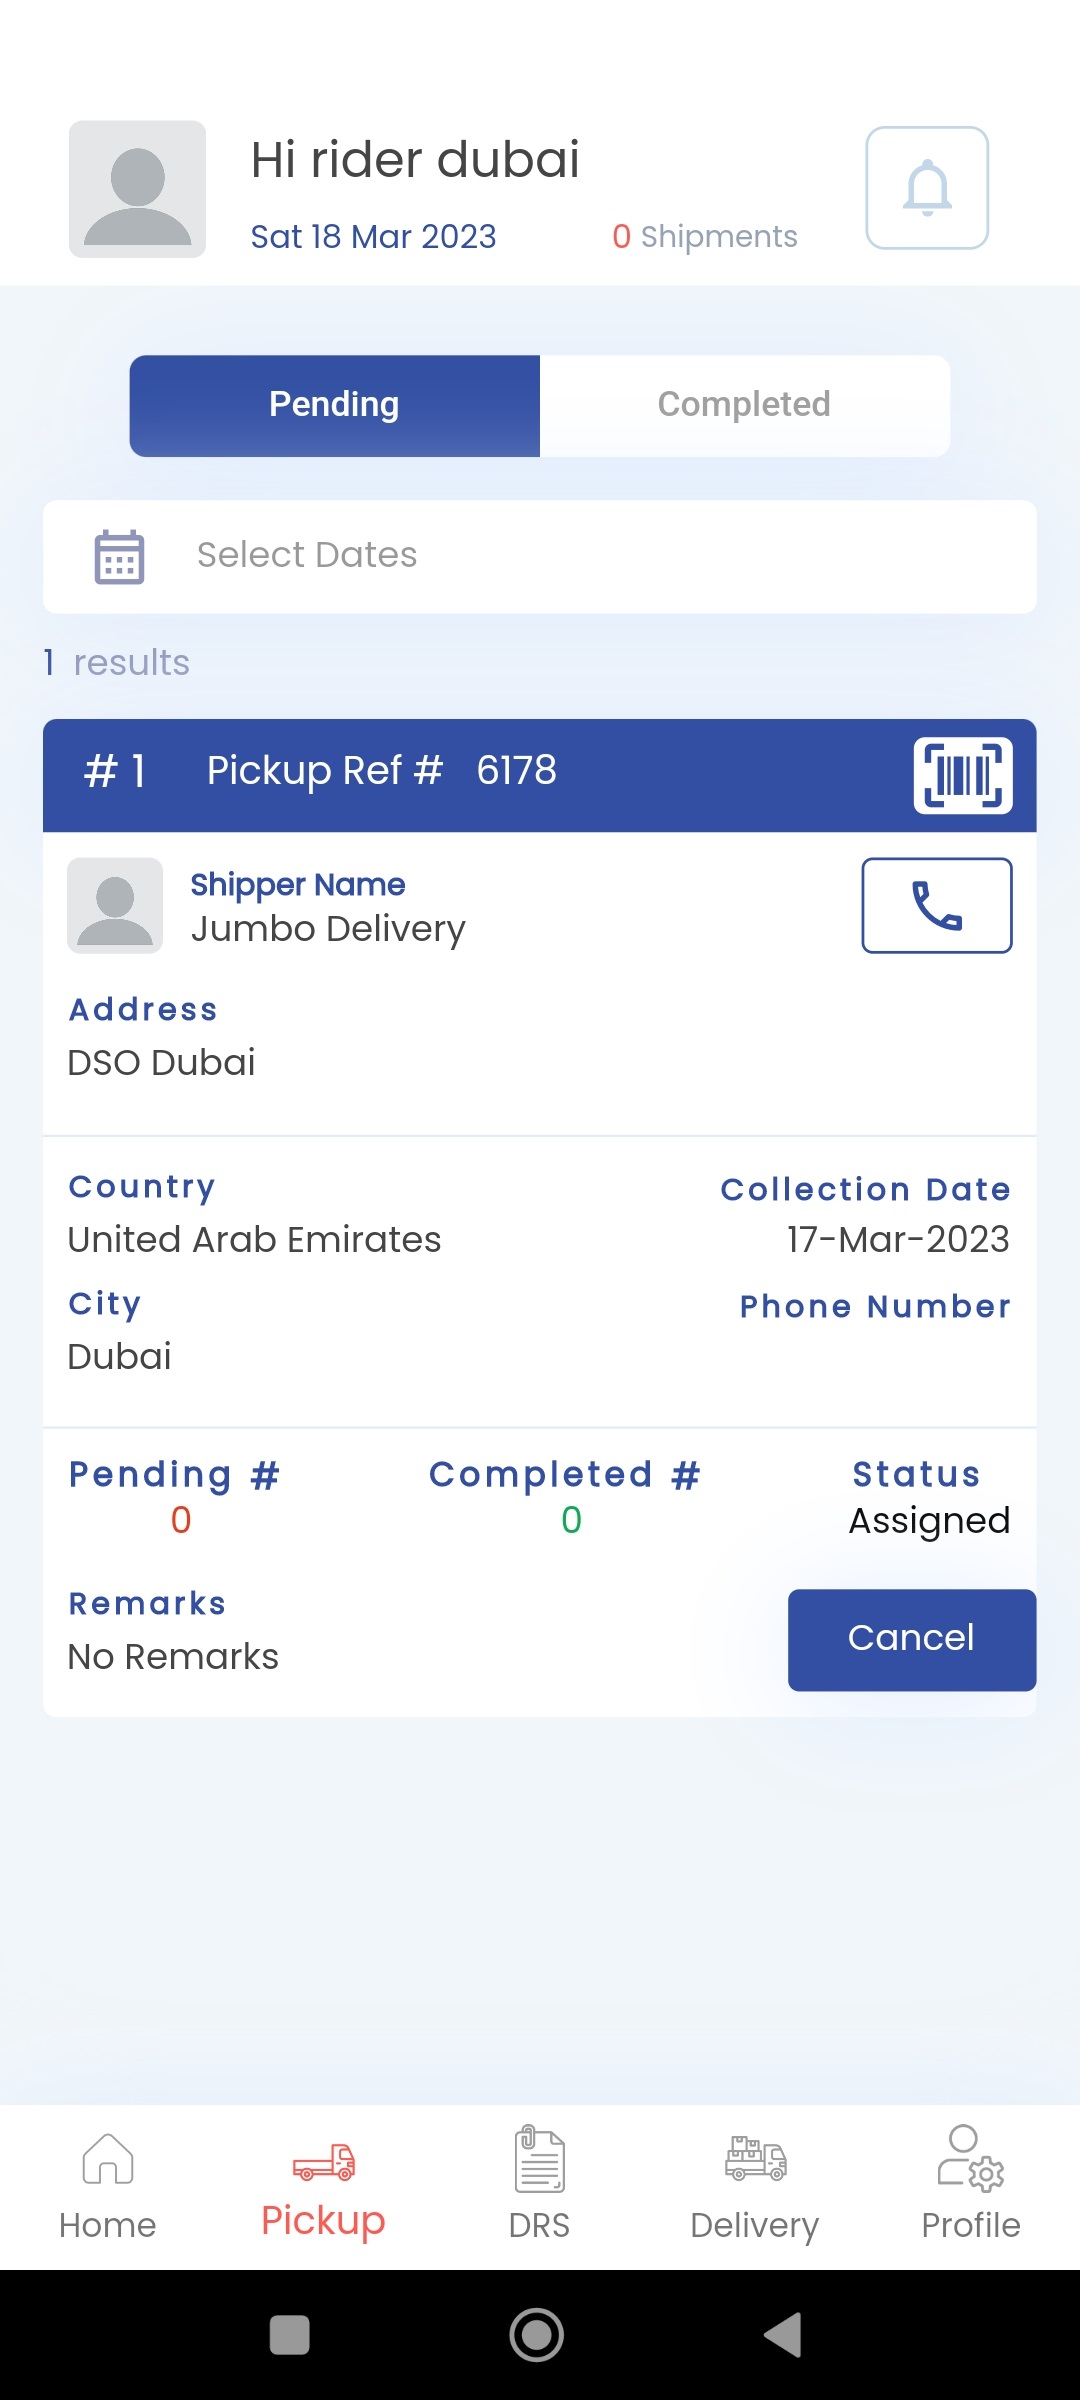 Hi rider dubai
Sat 18 Mar 2023 0 Shipments
Pending Completed
Select Dates
1 results
# 1 Pickup Ref # 6178
Shipper Name
Jumbo Delivery
Address
DSO Dubai
Country Collection Date
United Arab Emirates 17-Mar-2023
City Phone Number
Dubai
Pending # Completed # Status
0 0 Assigned
Remarks
No Remarks
Cancel
Home Pickup DRS Delivery Profile